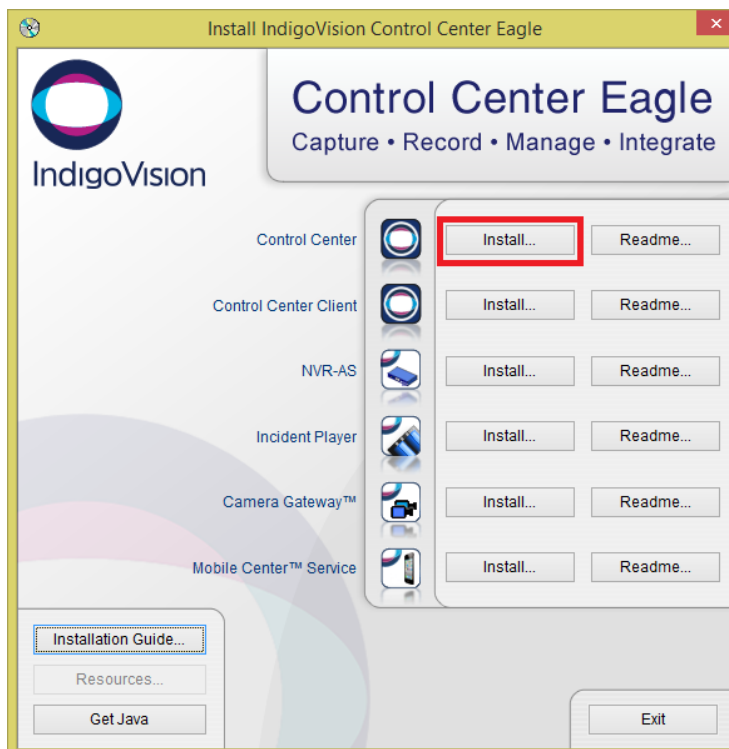 Install IndigoVision Control Center Eagle
IndigoVision
Control Center Eagle
Capture • Record • Manage • Integrate
Control Center Install... Readme...
Control Center Client Install... Readme...
NVR-AS Install... Readme...
Incident Player Install... Readme...
Camera Gateway™ Install... Readme...
Mobile Center™ Service Install... Readme...
Installation Guide...
Resources...
Get Java
Exit